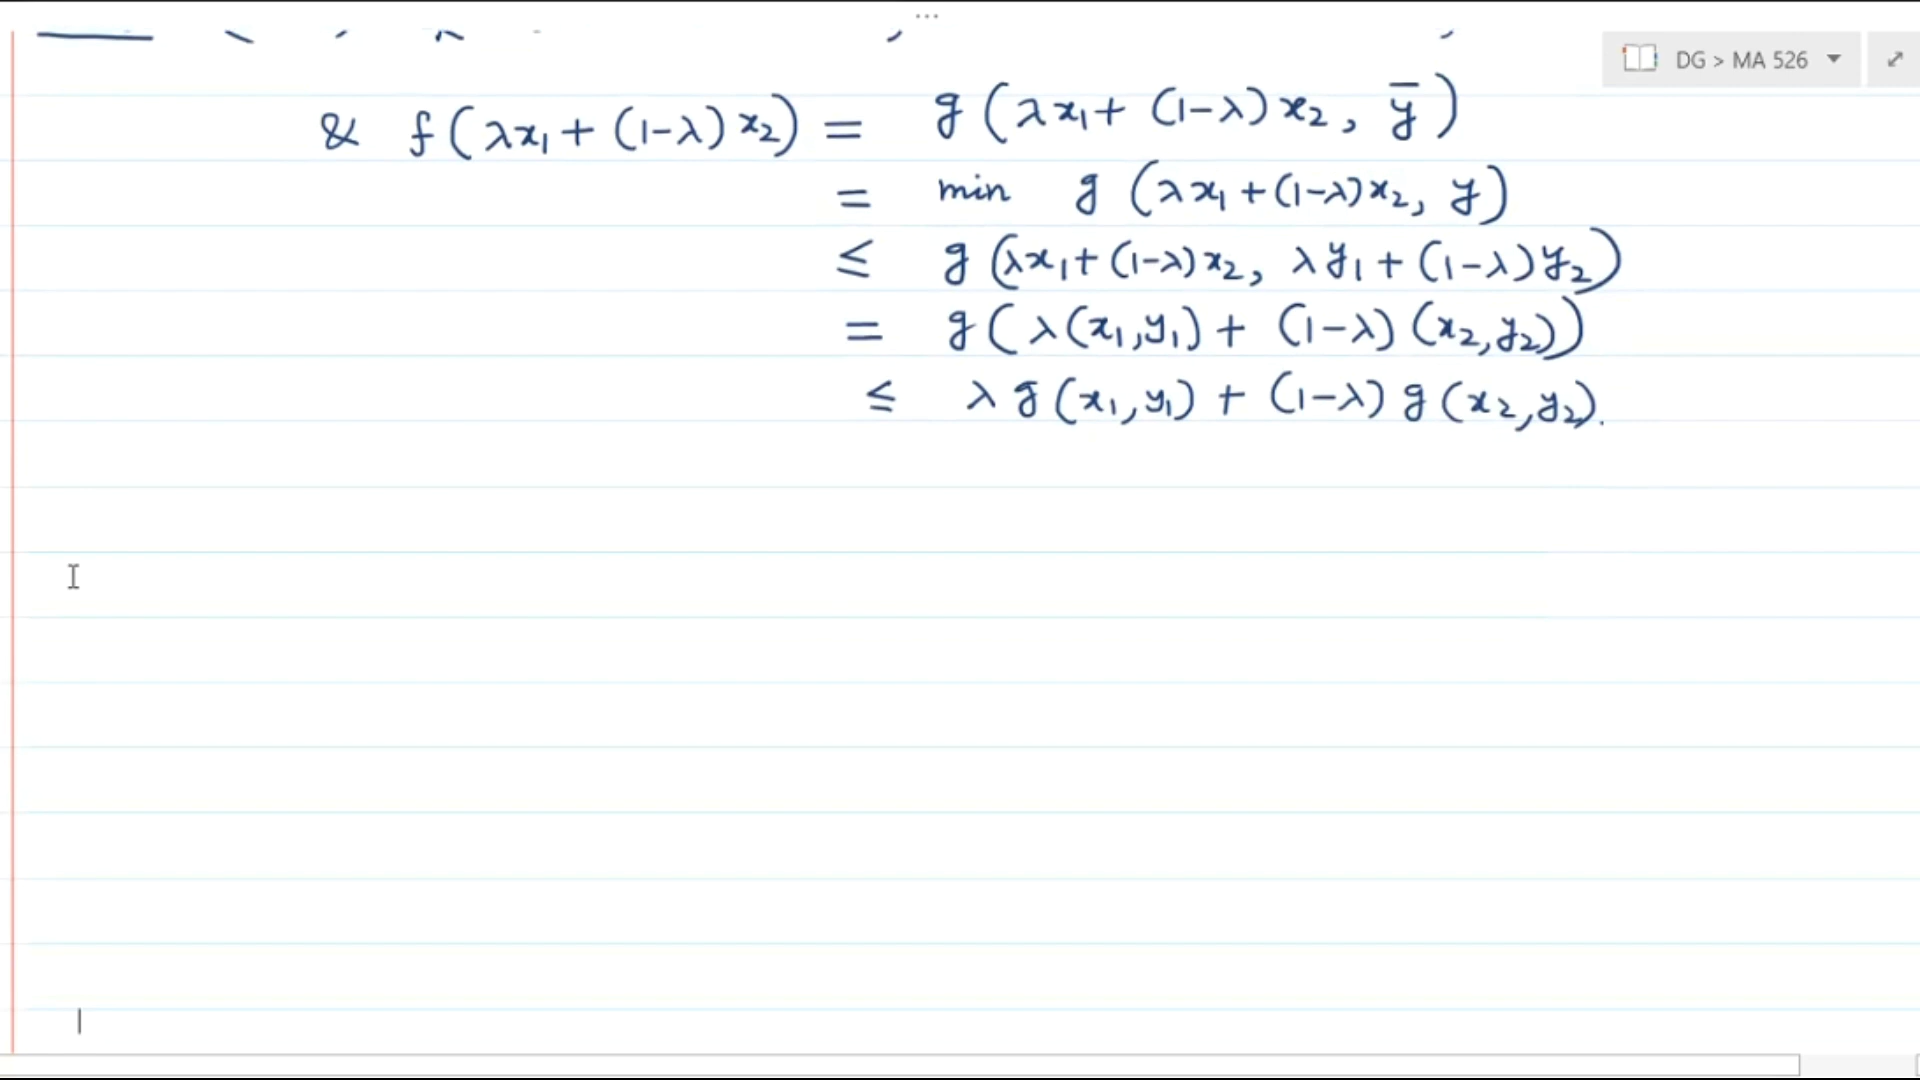 ...
DG > MA 526
& f(λx₁ + (1-λ)x₂) = g(λx₁ + (1-λ)x₂, ȳ)
= min g(λx₁ + (1-λ)x₂, y)
≤ g(λx₁ + (1-λ)x₂, λy₁ + (1-λ)y₂)
= g(λ(x₁,y₁) + (1-λ)(x₂,y₂))
≤ λg(x₁,y₁) + (1-λ)g(x₂,y₂).